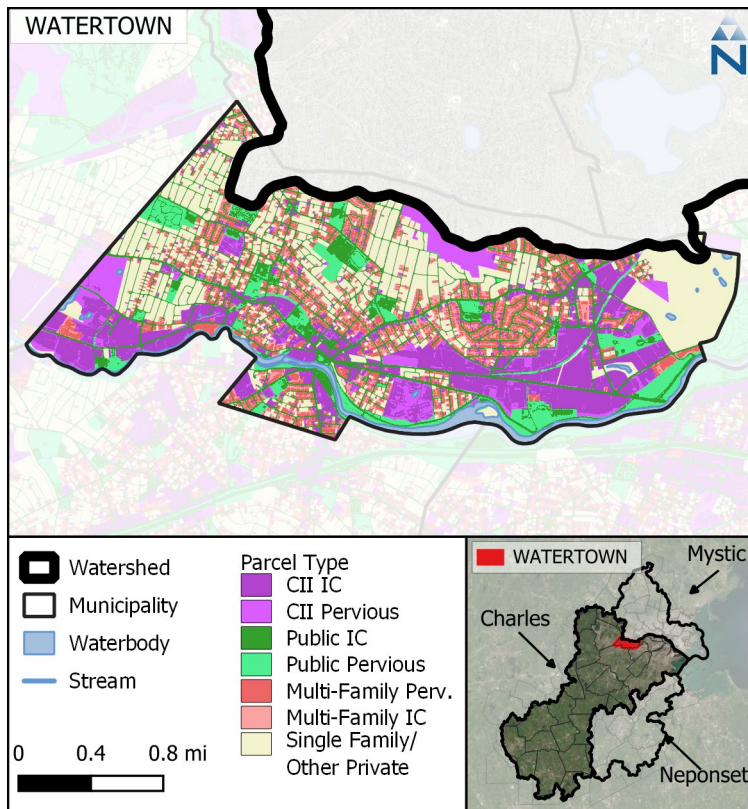 WATERTOWN
N
Watershed
Municipality
Waterbody
Stream
0 0.4 0.8 mi
Parcel Type
CII IC
CII Pervious
Public IC
Public Pervious
Multi-Family Perv.
Multi-Family IC
Single Family/
Other Private
WATERTOWN
Mystic
Charles
Neponset